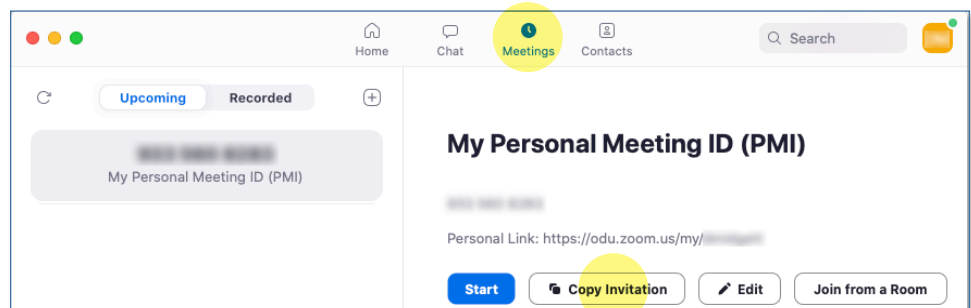 Home Chat Meetings Contacts Search
Upcoming Recorded
My Personal Meeting ID (PMI)
My Personal Meeting ID (PMI)
Personal Link: https://odu.zoom.us/my/
Start Copy Invitation Edit Join from a Room